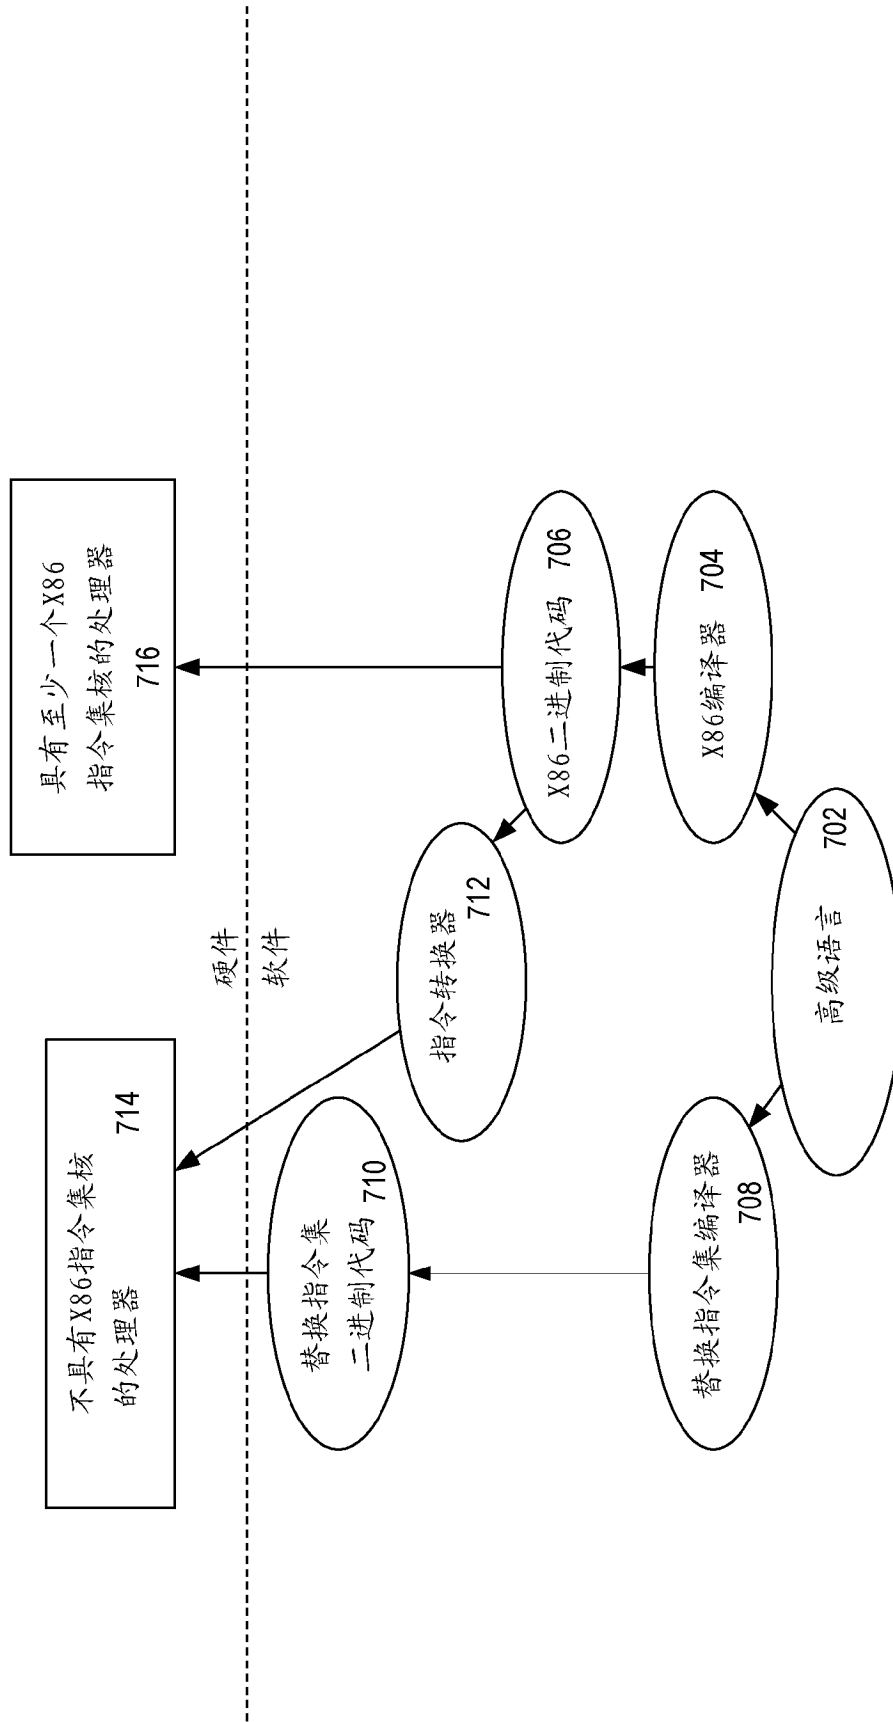 不具有X86指令集核
的处理器
714
具有至少一个X86
指令集核的处理器
716
硬件
软件
替换指令集
二进制代码
710
指令转换器
712
X86二进制代码
706
替换指令集编译器
708
X86编译器
704
高级语言
702